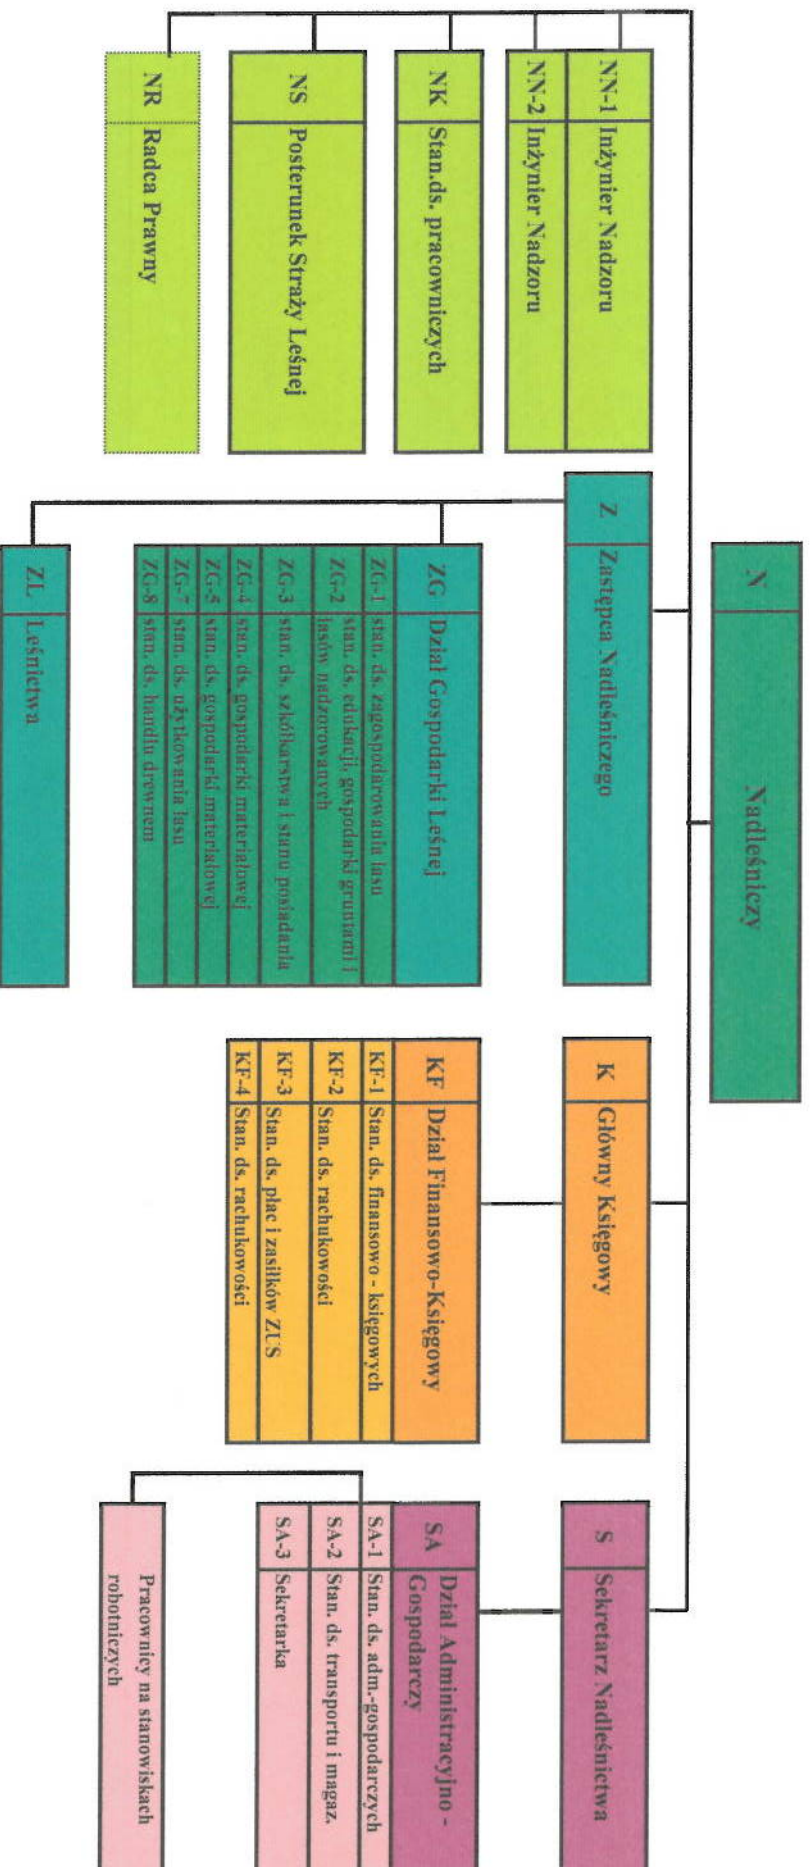 N Nadleśniczy
NN-1 Inżynier Nadzoru
NN-2 Inżynier Nadzoru
NK Stan.ds. pracowniczych
NS Posterunek Straży Leśnej
NR Radca Prawny
Z Zastępca Nadleśniczego
ZG Dział Gospodarki Leśnej
ZG-1 stan. ds. zagospodarowania lasu
ZG-2 stan. ds. edukacji, gospodarki gruntami i
lasów nadzorowanych
ZG-3 stan. ds. szkółkarstwa i stanu posiadania
ZG-4 stan. ds. gospodarki materiałowej
ZG-5 stan. ds. gospodarki materiałowej
ZG-7 stan. ds. użytkowania lasu
ZG-8 stan. ds. handlu drewnem
ZL Leśnictwa
K Główny Księgowy
KF Dział Finansowo-Księgowy
KF-1 Stan. ds. finansowo - księgowych
KF-2 Stan. ds. rachukowości
KF-3 Stan. ds. płac i zasiłków ZUS
KF-4 Stan. ds. rachukowości
S Sekretarz Nadleśnictwa
SA Dział Administracyjno -
Gospodarczy
SA-1 Stan. ds. adm.-gospodarczych
SA-2 Stan. ds. transportu i magaz.
SA-3 Sekretarka
Pracownicy na stanowiskach
robotniczych